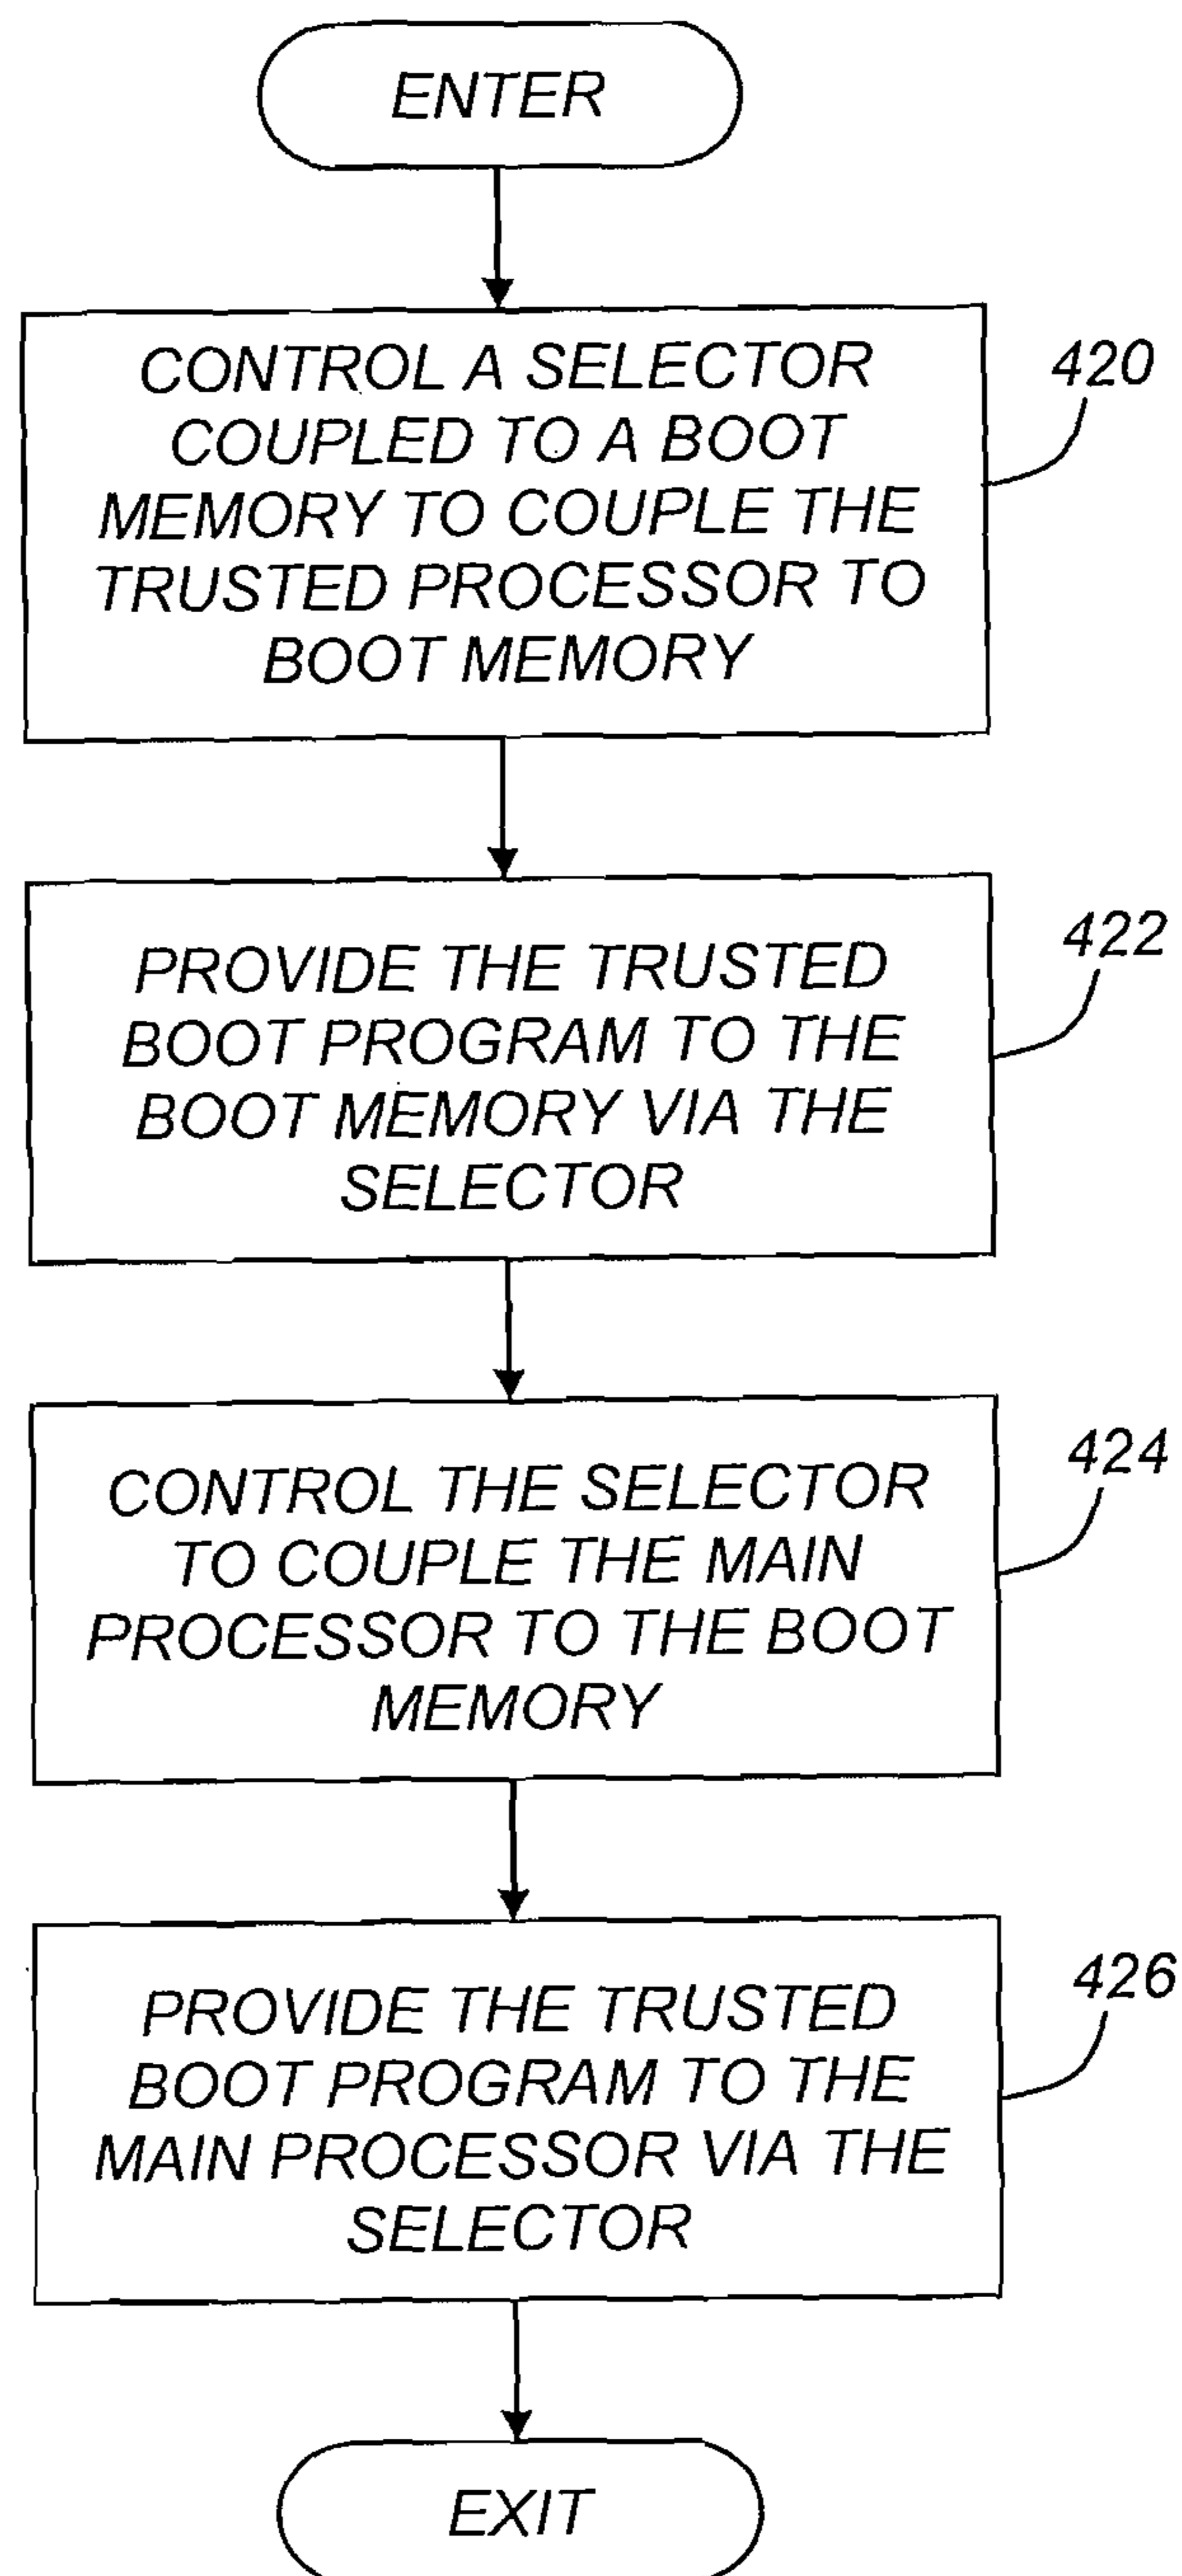 ENTER
CONTROL A SELECTOR
COUPLED TO A BOOT
MEMORY TO COUPLE THE
TRUSTED PROCESSOR TO
BOOT MEMORY
420
PROVIDE THE TRUSTED
BOOT PROGRAM TO THE
BOOT MEMORY VIA THE
SELECTOR
422
CONTROL THE SELECTOR
TO COUPLE THE MAIN
PROCESSOR TO THE BOOT
MEMORY
424
PROVIDE THE TRUSTED
BOOT PROGRAM TO THE
MAIN PROCESSOR VIA THE
SELECTOR
426
EXIT